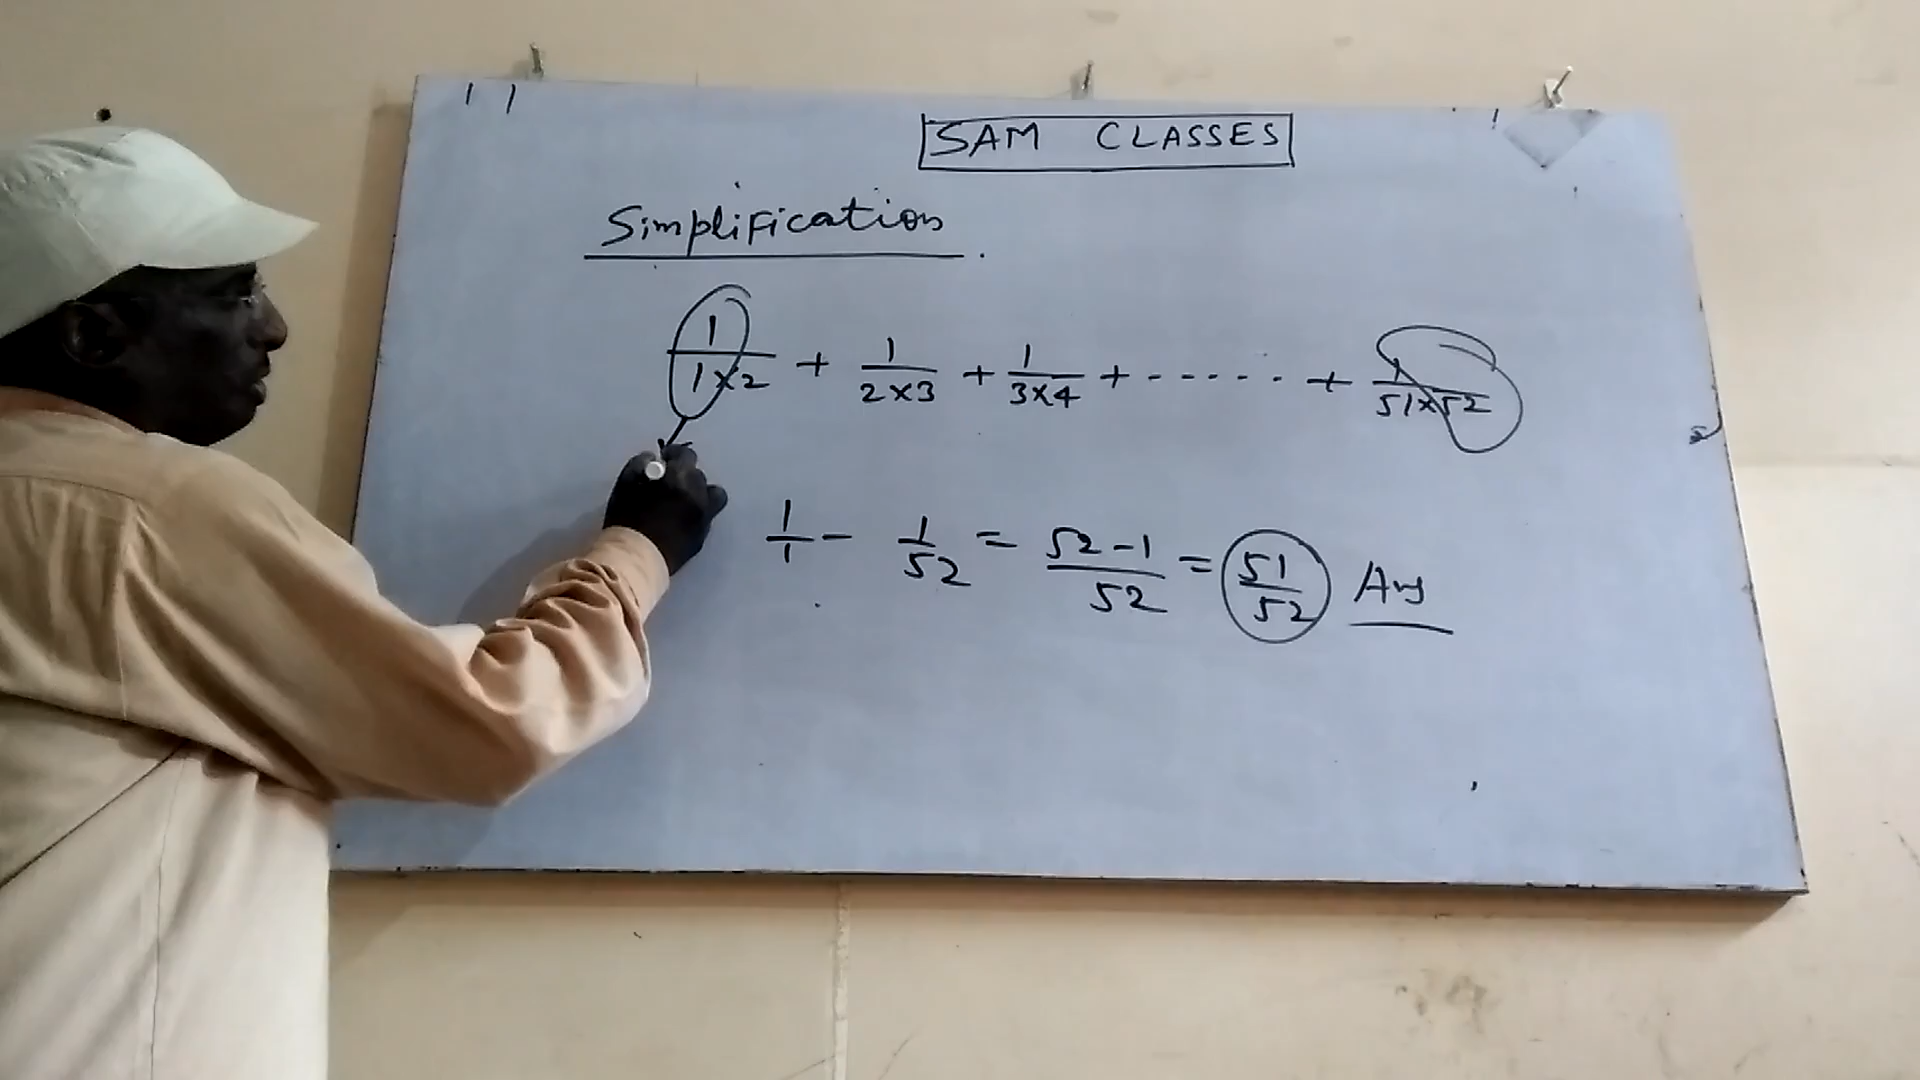 SAM CLASSES
Simplification
1/1×2 + 1/2×3 + 1/3×4 + ------ + 1/51×52
1/1 - 1/52 = 52-1/52 = 51/52 Ans